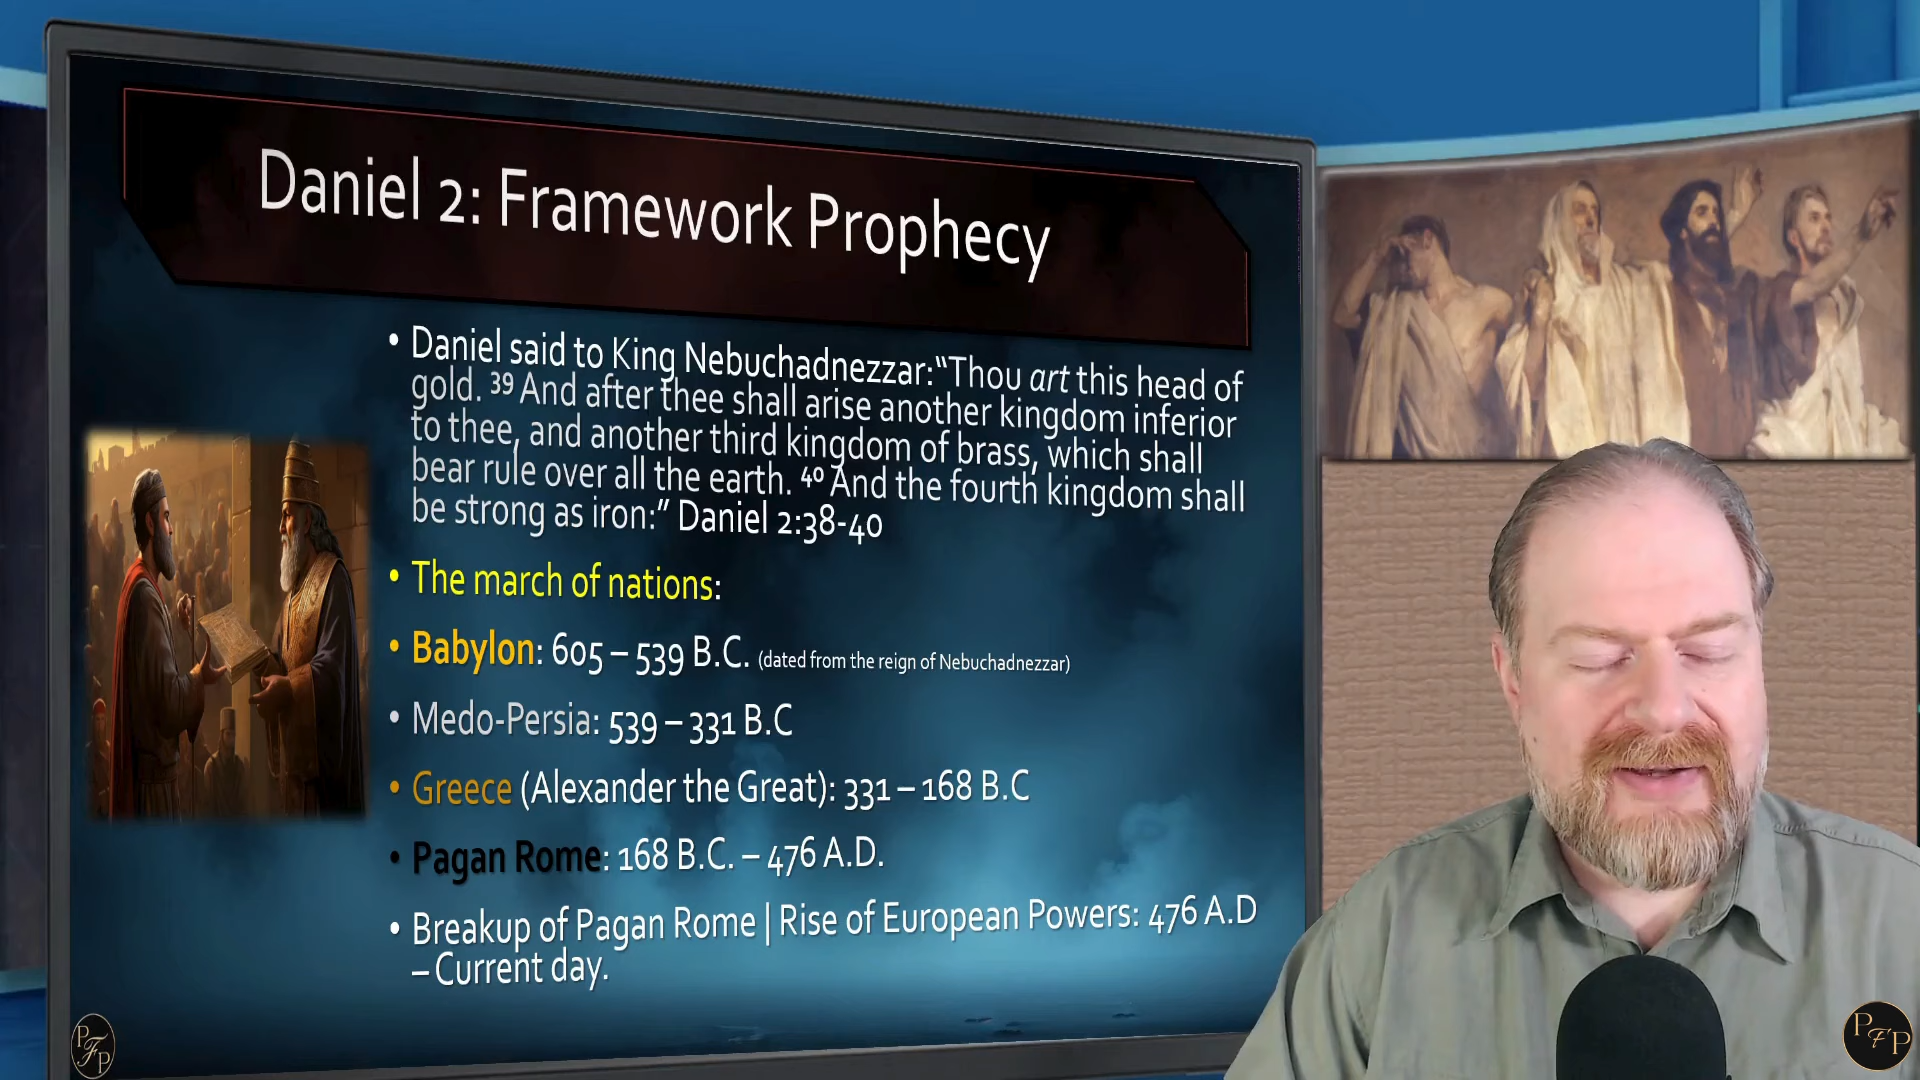 Daniel 2: Framework Prophecy
• Daniel said to King Nebuchadnezzar:“Thou art this head of
gold. 39 And after thee shall arise another kingdom inferior
to thee, and another third kingdom of brass, which shall
bear rule over all the earth. 40 And the fourth kingdom shall
be strong as iron:” Daniel 2:38-40
• The march of nations:
• Babylon: 605 – 539 B.C. (dated from the reign of Nebuchadnezzar)
• Medo-Persia: 539 – 331 B.C
• Greece (Alexander the Great): 331 – 168 B.C
• Pagan Rome: 168 B.C. – 476 A.D.
• Breakup of Pagan Rome | Rise of European Powers: 476 A.D
– Current day.
PFP
PFP